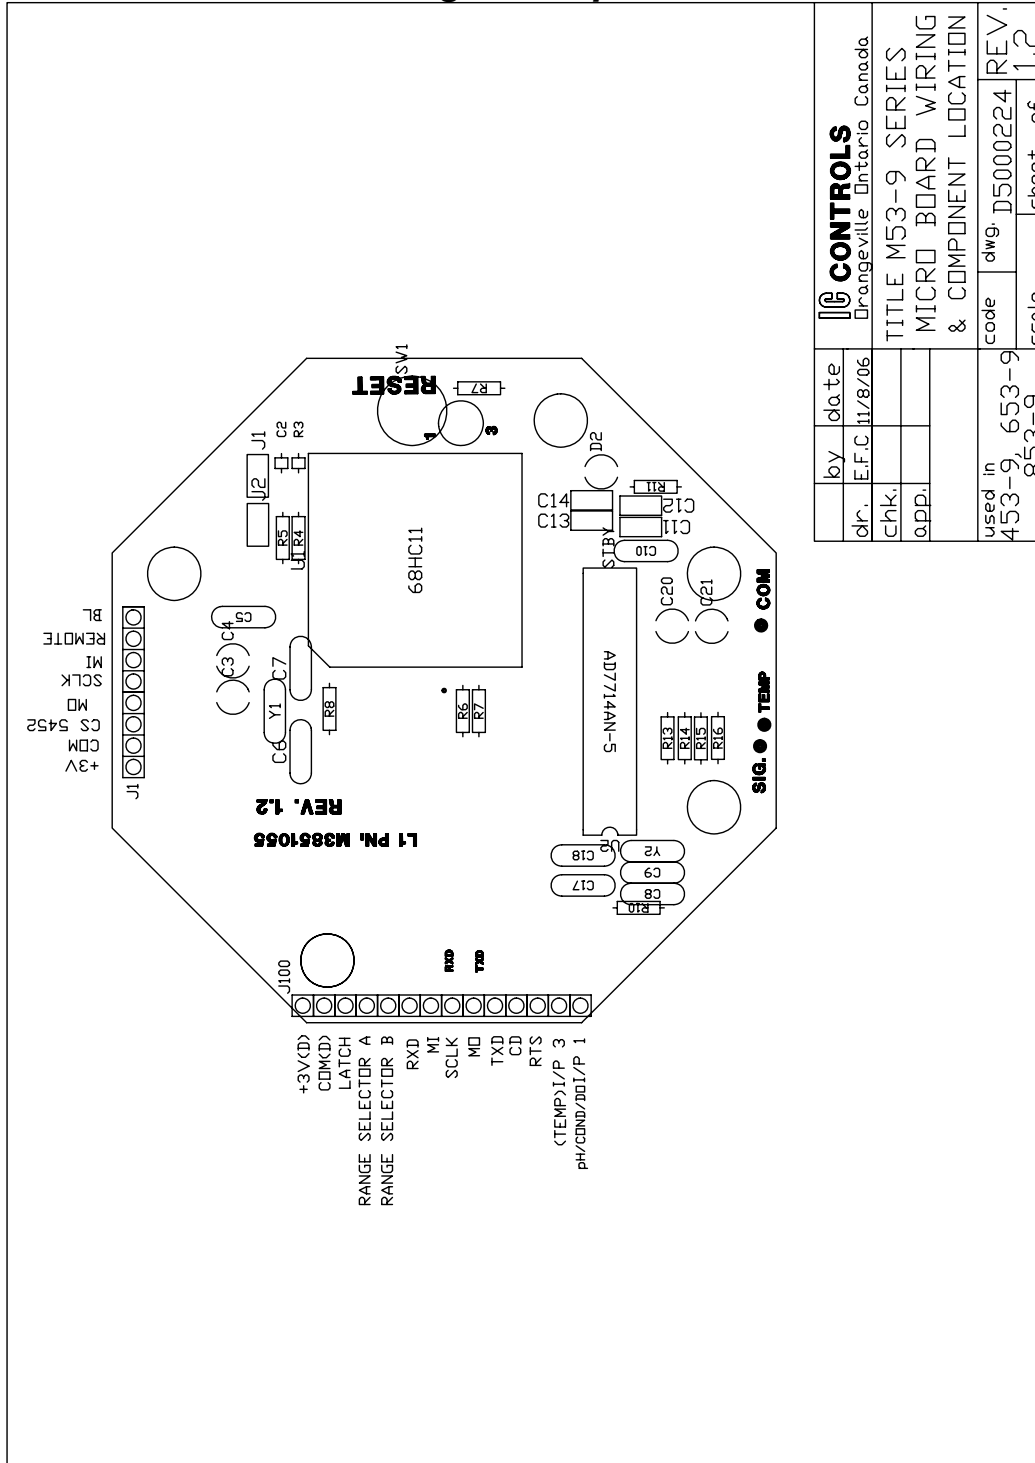 IC CONTROLS
Orangeville Ontario Canada
TITLE M53-9 SERIES
MICRO BOARD WIRING
& COMPONENT LOCATION
code
dwg. D5000224
REV.
1.2
by
date
dr.
E.F.C
11/8/06
chk.
app.
used in
453-9, 653-9
853-9
RESET
SW1
R7
1
3
J1
C2
R3
J2
R5
R4
U1
68HC11
D2
C14
C13
R11
C12
C11
STBY
C10
C20
C21
COM
TEMP
SIG.
AD7714AN-5
R13
R14
R15
R16
U2
C18
C17
Y2
C9
C8
R10
BL
REMOTE
MI
SCLK
MO
CS 5452
COM
+3V
J1
C5
C4
C3
C7
Y1
C6
R8
R6
R7
REV. 1.2
L1 PN. M3851055
RXD
TXD
J100
+3V(D)
COM(D)
LATCH
RANGE SELECTOR A
RANGE SELECTOR B
RXD
MI
SCLK
MO
TXD
CD
RTS
(TEMP)I/P 3
pH/COND/DOI/P 1